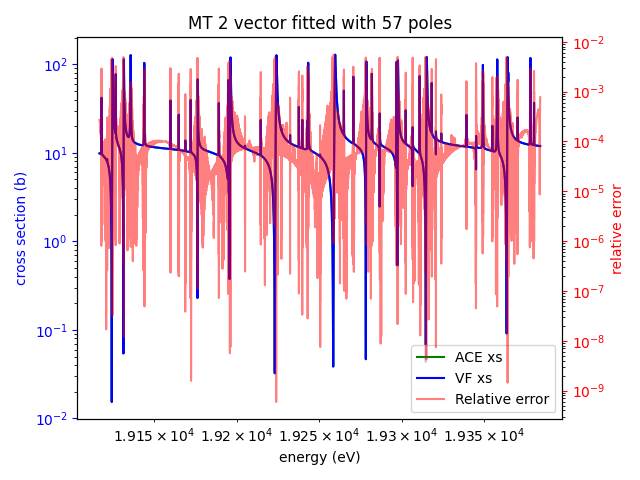 MT 2 vector fitted with 57 poles
cross section (b)
10²
10¹
10⁰
10⁻¹
10⁻²
10⁻²
10⁻³
10⁻⁴
10⁻⁵
10⁻⁶
10⁻⁷
10⁻⁸
10⁻⁹
relative error
ACE xs
VF xs
Relative error
1.915 × 10⁴ 1.920 × 10⁴ 1.925 × 10⁴ 1.930 × 10⁴ 1.935 × 10⁴
energy (eV)